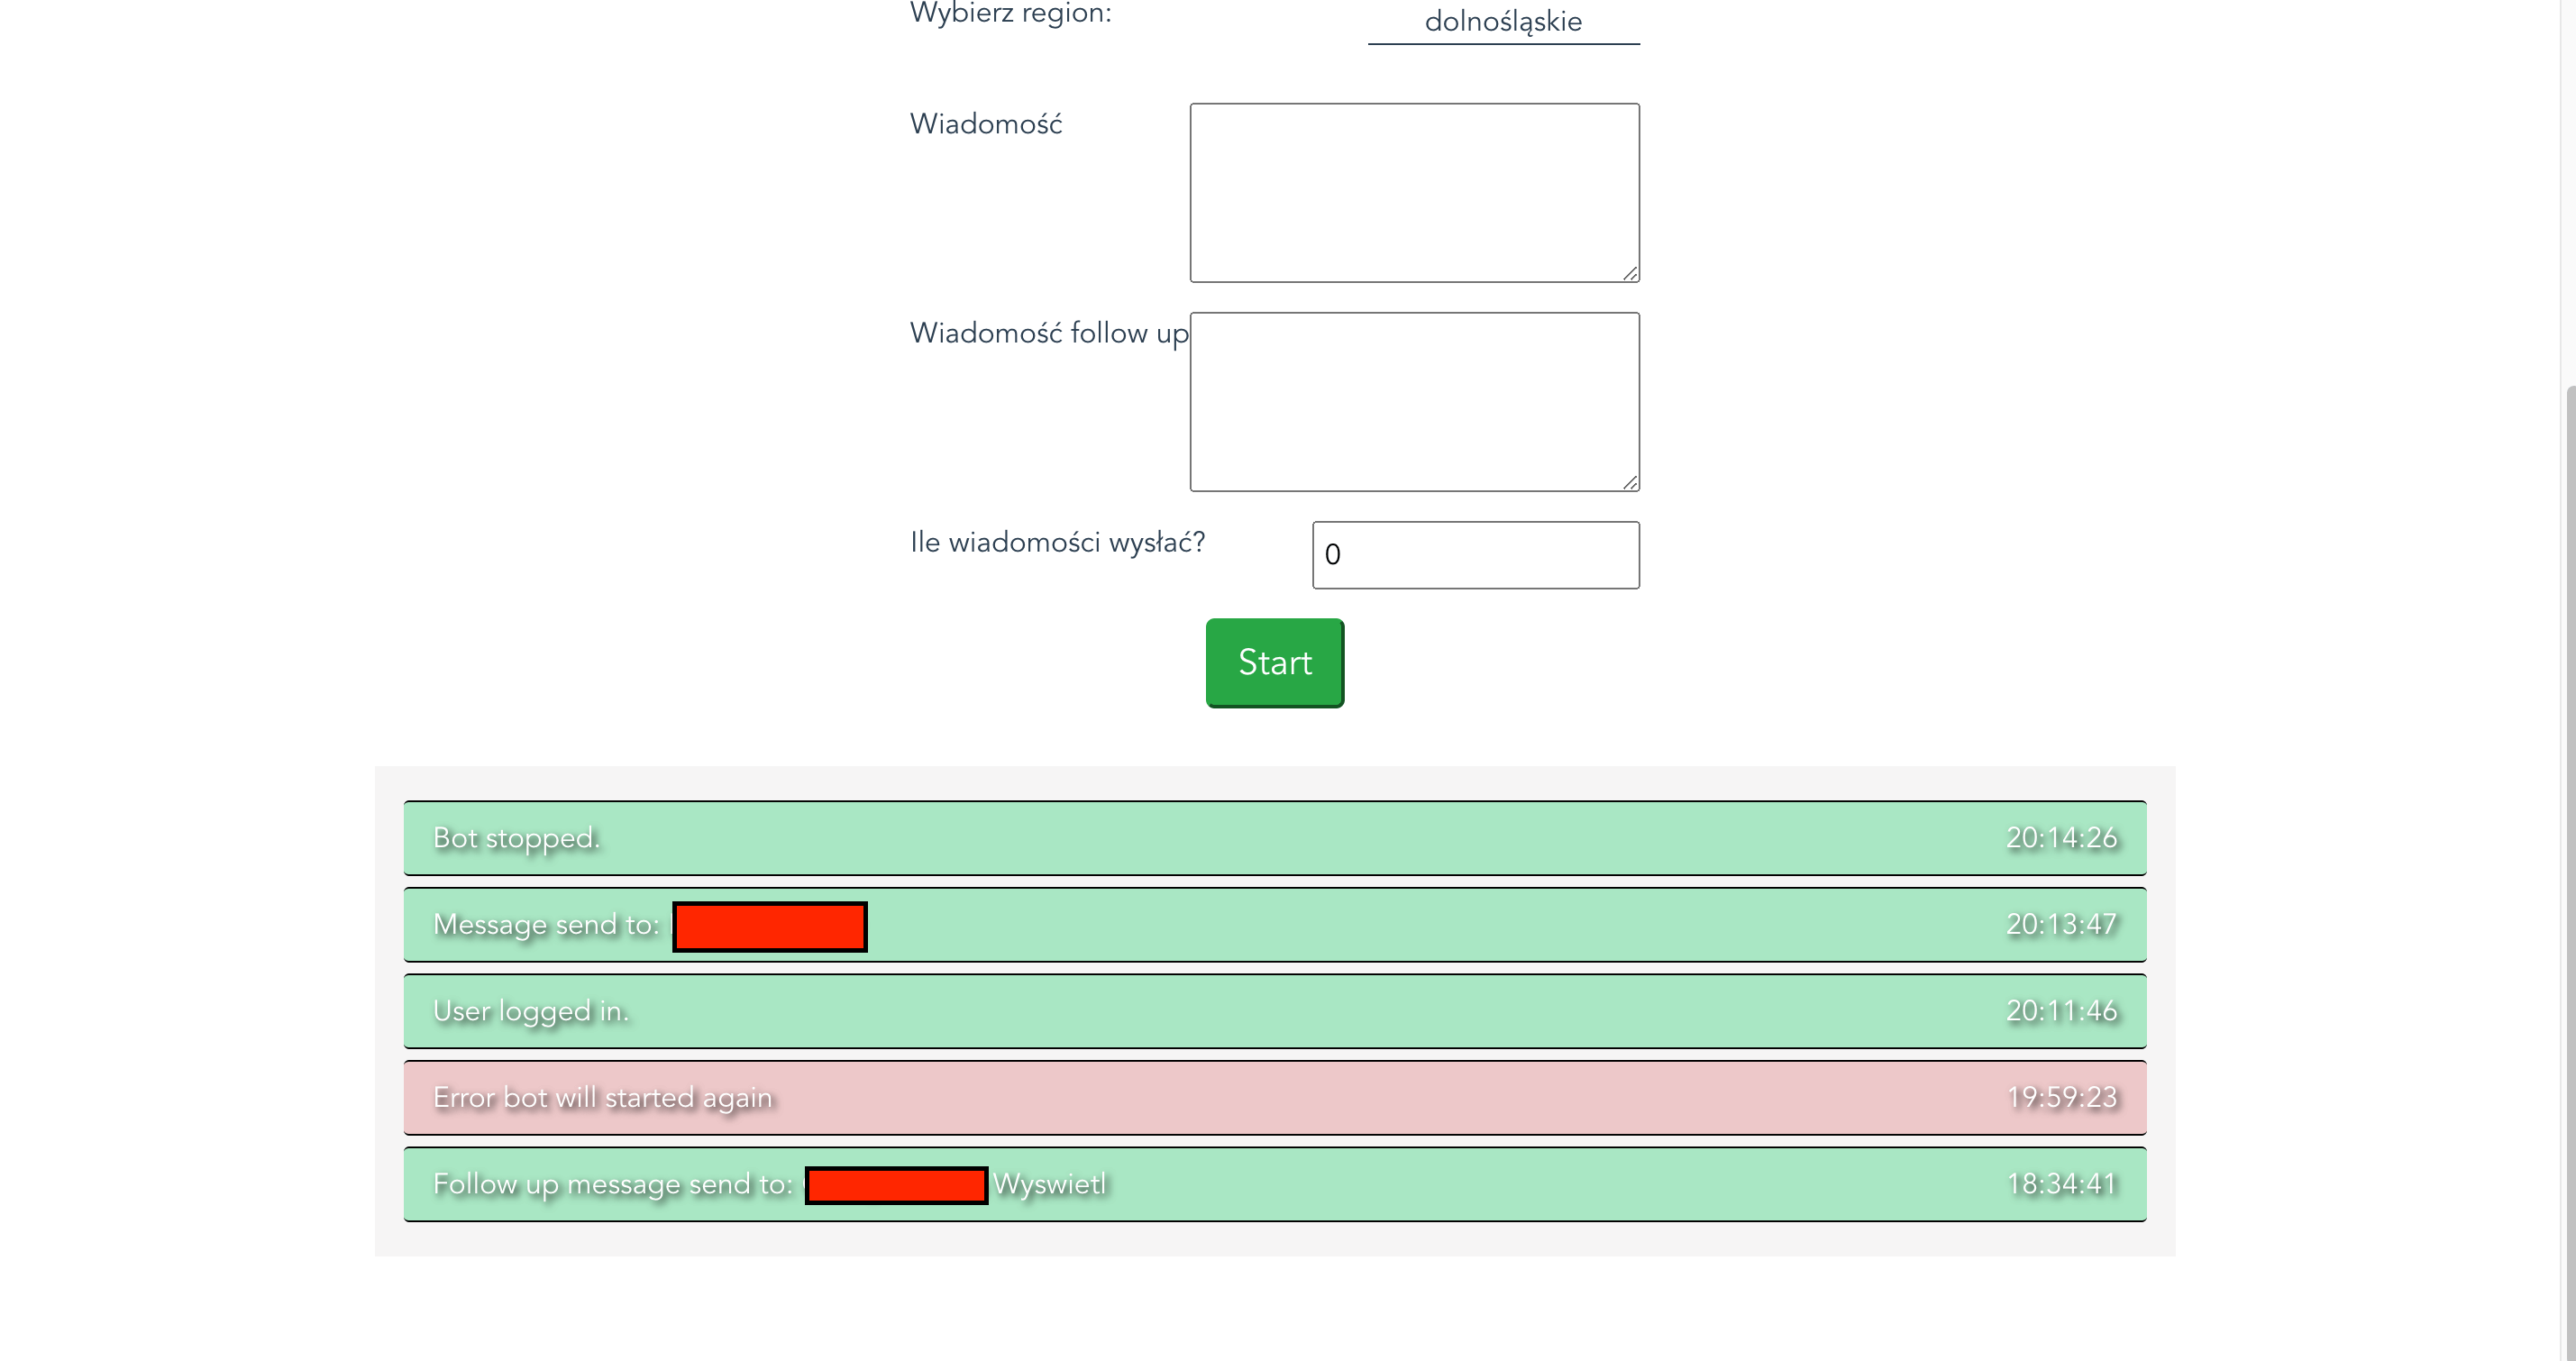 Wybierz region:
dolnośląskie
Wiadomość
Wiadomość follow up
Ile wiadomości wysłać?
0
Start
Bot stopped.
20:14:26
Message send to:
20:13:47
User logged in.
20:11:46
Error bot will started again
19:59:23
Follow up message send to: Wyswietl
18:34:41